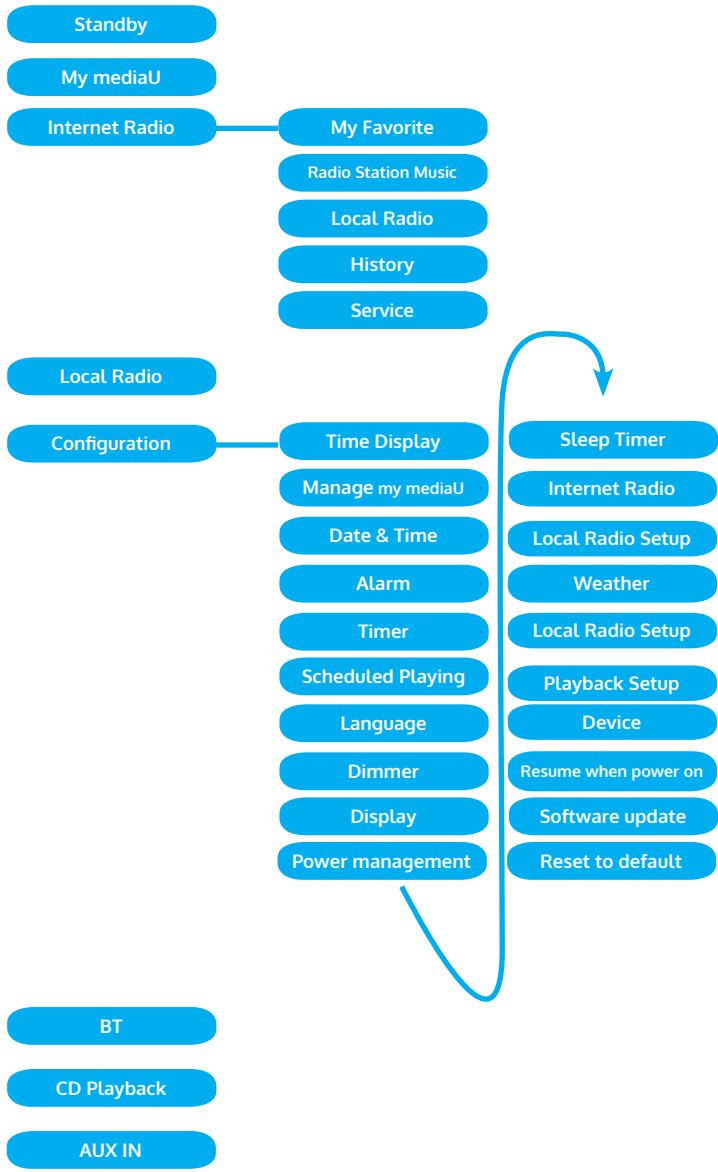 Standby
My mediaU
Internet Radio
My Favorite
Radio Station Music
Local Radio
History
Service
Local Radio
Configuration
Time Display
Manage my mediaU
Date & Time
Alarm
Timer
Scheduled Playing
Language
Dimmer
Display
Power management
Sleep Timer
Internet Radio
Local Radio Setup
Weather
Local Radio Setup
Playback Setup
Device
Resume when power on
Software update
Reset to default
BT
CD Playback
AUX IN